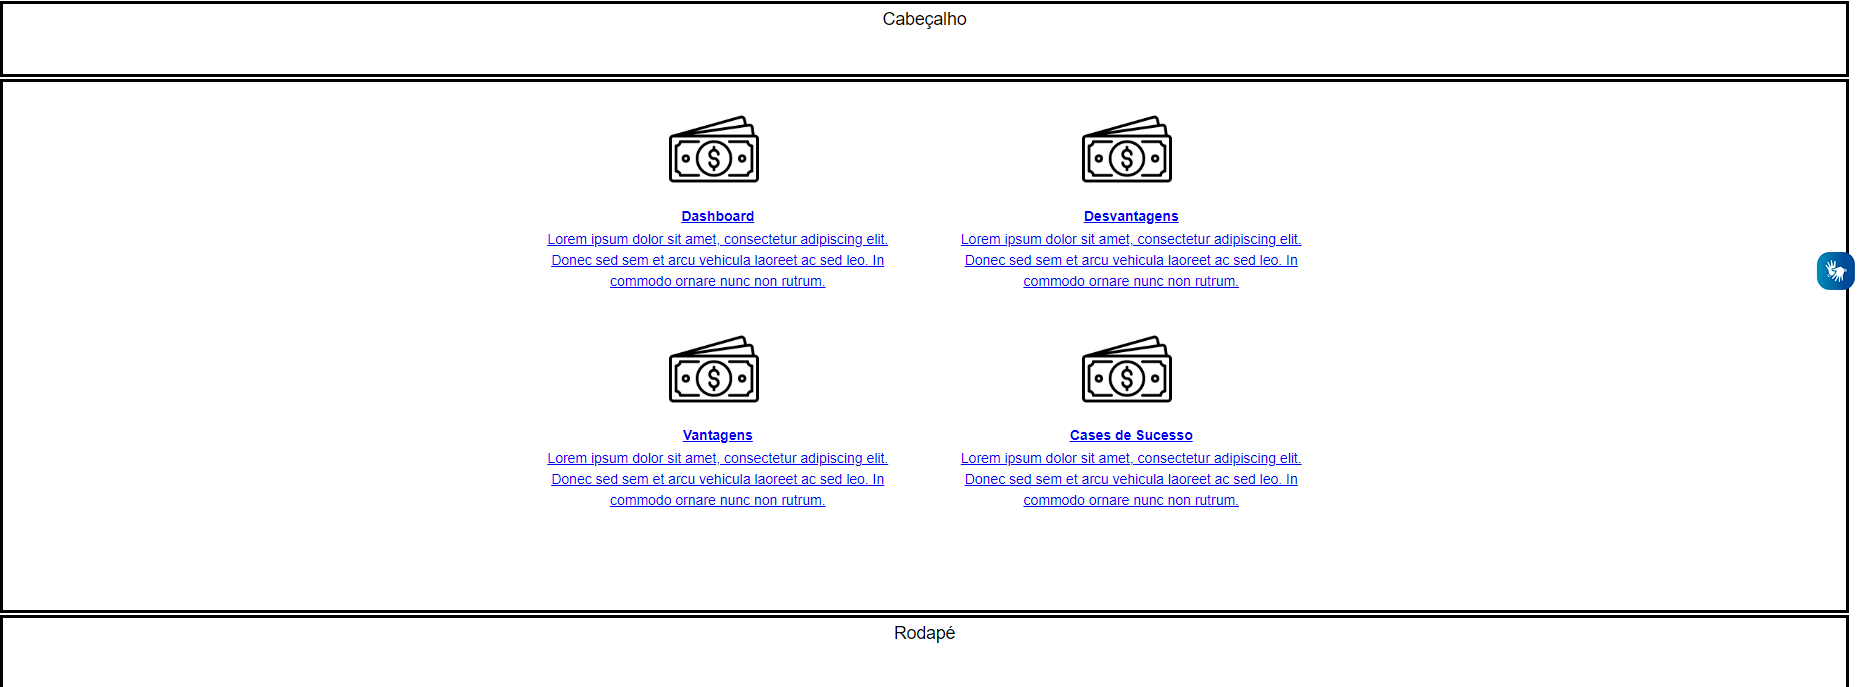 Cabeçalho
Dashboard
Lorem ipsum dolor sit amet, consectetur adipiscing elit.
Donec sed sem et arcu vehicula laoreet ac sed leo. In
commodo ornare nunc non rutrum.
Desvantagens
Lorem ipsum dolor sit amet, consectetur adipiscing elit.
Donec sed sem et arcu vehicula laoreet ac sed leo. In
commodo ornare nunc non rutrum.
Vantagens
Lorem ipsum dolor sit amet, consectetur adipiscing elit.
Donec sed sem et arcu vehicula laoreet ac sed leo. In
commodo ornare nunc non rutrum.
Cases de Sucesso
Lorem ipsum dolor sit amet, consectetur adipiscing elit.
Donec sed sem et arcu vehicula laoreet ac sed leo. In
commodo ornare nunc non rutrum.
Rodapé